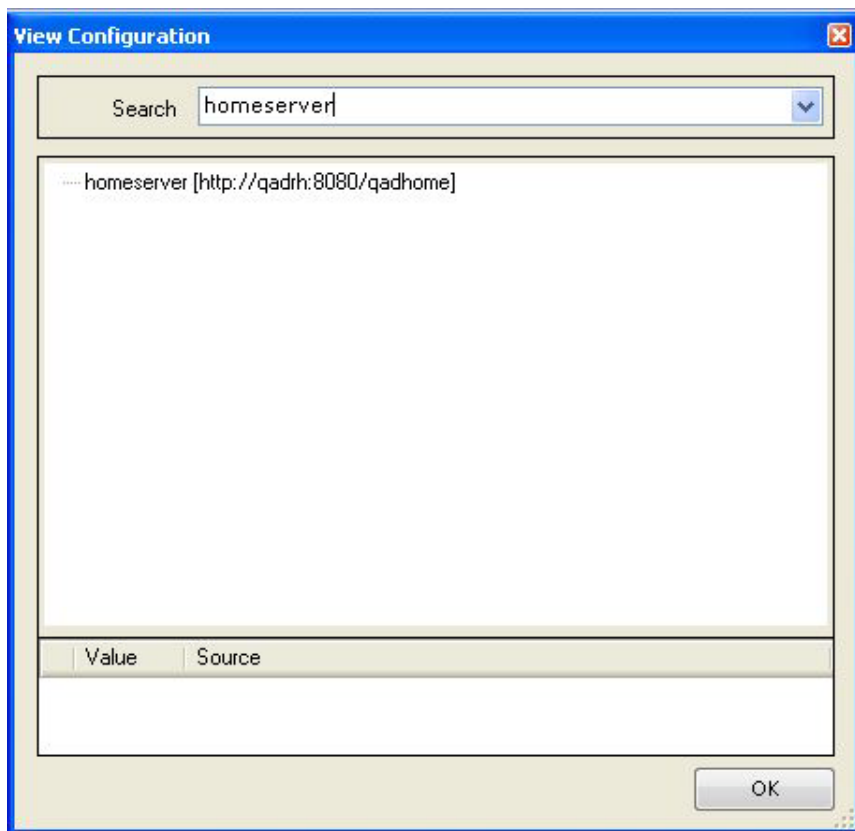 View Configuration
Search homeserver
homeserver [http://qadrh:8080/qadhome]
Value Source
OK